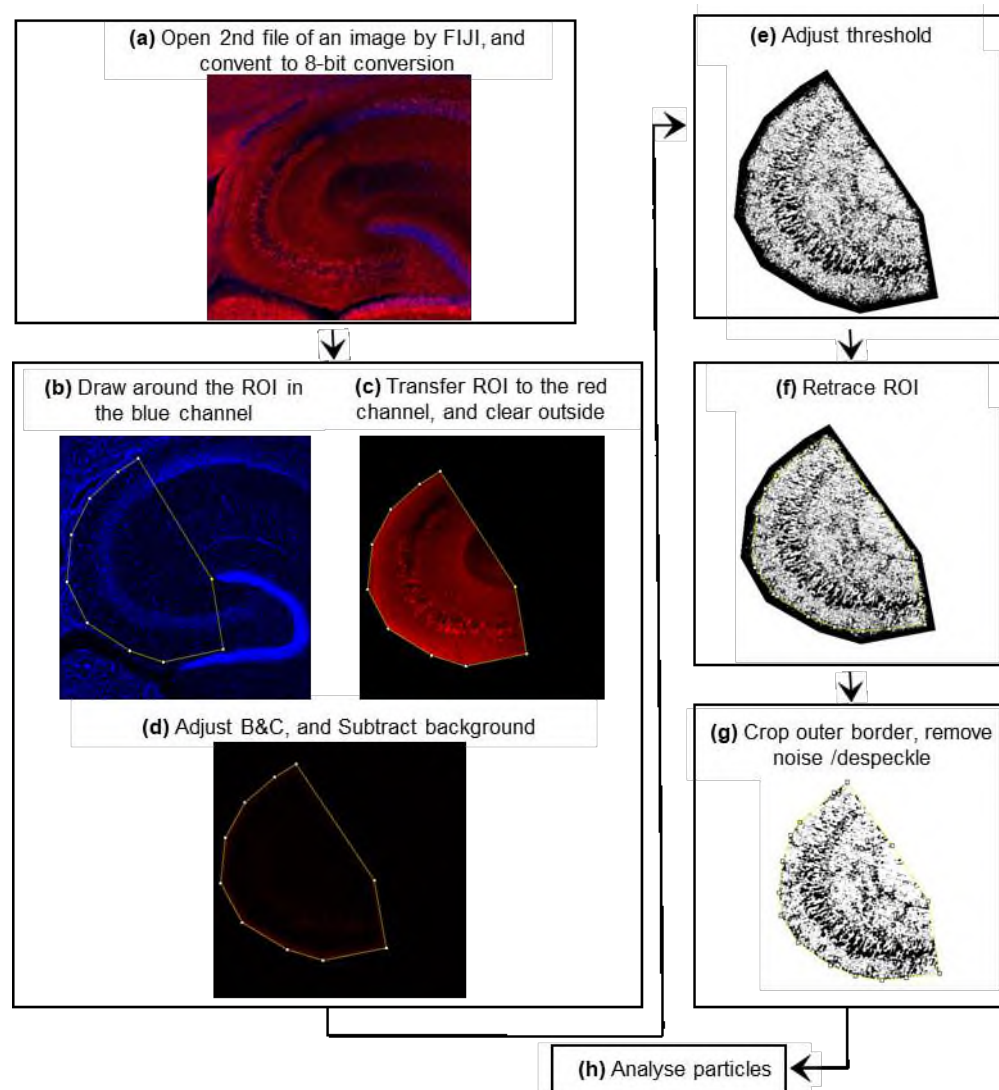 (a) Open 2nd file of an image by FIJI, and
convent to 8-bit conversion
(b) Draw around the ROI in
the blue channel
(c) Transfer ROI to the red
channel, and clear outside
(d) Adjust B&C, and Subtract background
(e) Adjust threshold
(f) Retrace ROI
(g) Crop outer border, remove
noise /despeckle
(h) Analyse particles